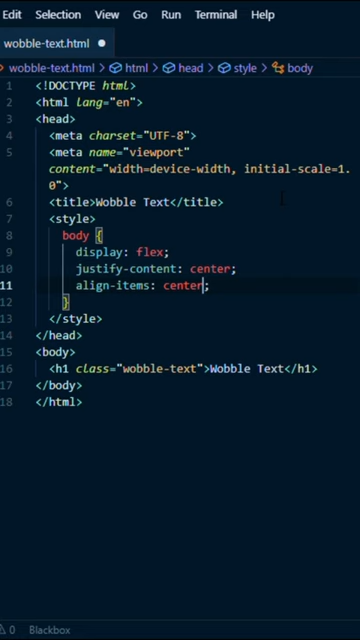 Edit Selection View Go Run Terminal Help
wobble-text.html
wobble-text.html > html > head > style > body
1 <!DOCTYPE html>
2 <html lang="en">
3 <head>
4 <meta charset="UTF-8">
5 <meta name="viewport"
content="width=device-width, initial-scale=1.
0">
6 <title>Wobble Text</title>
7 <style>
8 body {
9 display: flex;
10 justify-content: center;
11 align-items: center;
12 }
13 </style>
14 </head>
15 <body>
16 <h1 class="wobble-text">Wobble Text</h1>
17 </body>
18 </html>
0 Blackbox